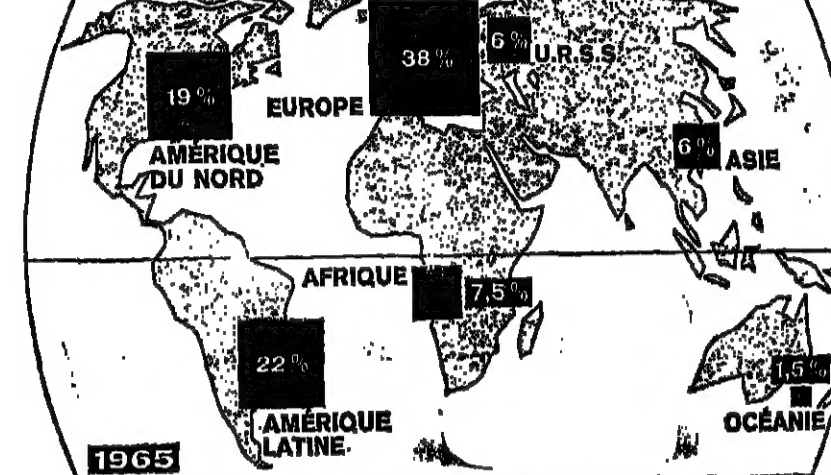 38 %
6 %
U.R.S.S.
19 %
EUROPE
AMÉRIQUE
DU NORD
6 %
ASIE
AFRIQUE
7,5 %
22 %
1,5 %
AMÉRIQUE
LATINE.
OCÉANIE
1965